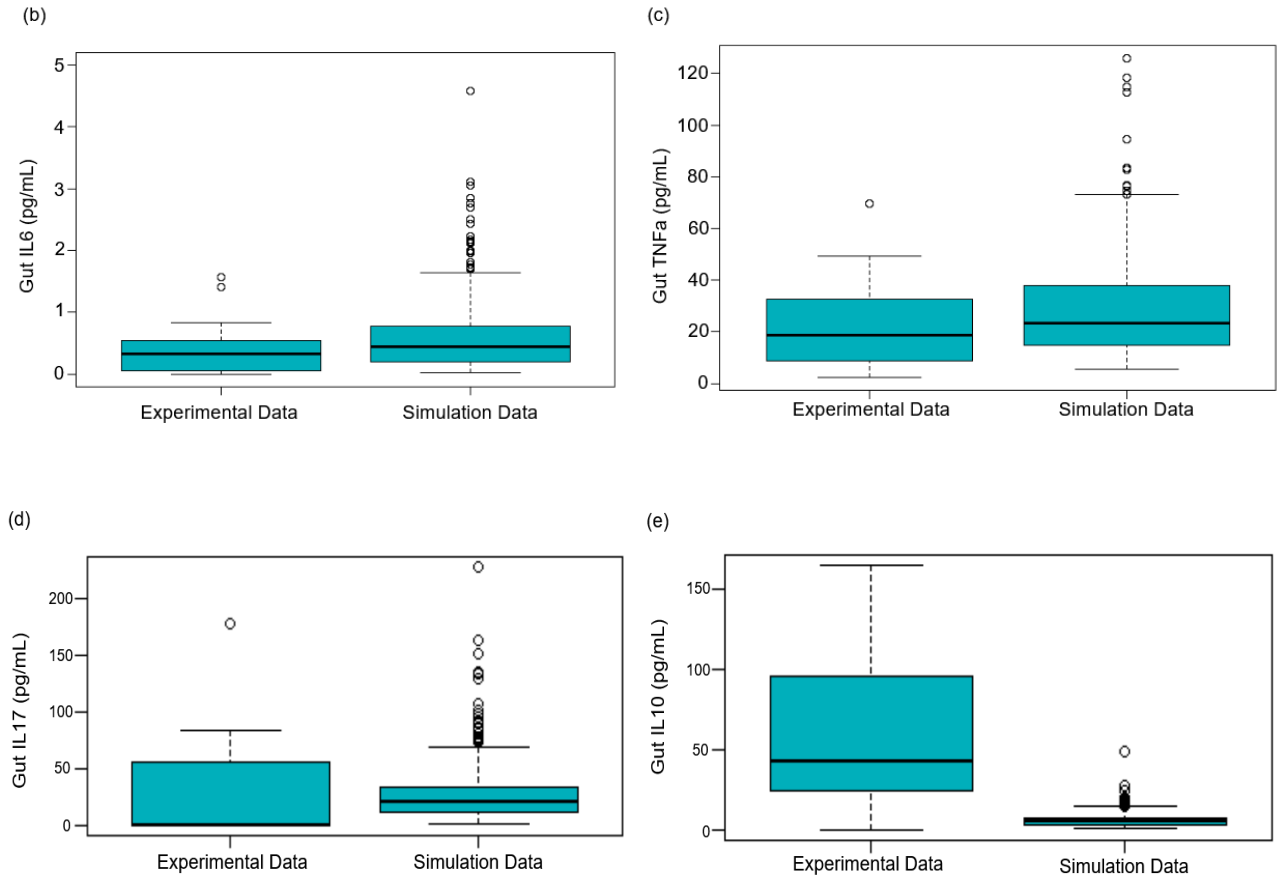 (b)
5
4
3
2
1
0
Gut IL6 (pg/mL)
Experimental Data
Simulation Data
(c)
120
100
80
60
40
20
0
Gut TNFa (pg/mL)
Experimental Data
Simulation Data
(d)
200
150
100
50
0
Gut IL17 (pg/mL)
Experimental Data
Simulation Data
(e)
150
100
50
0
Gut IL10 (pg/mL)
Experimental Data
Simulation Data